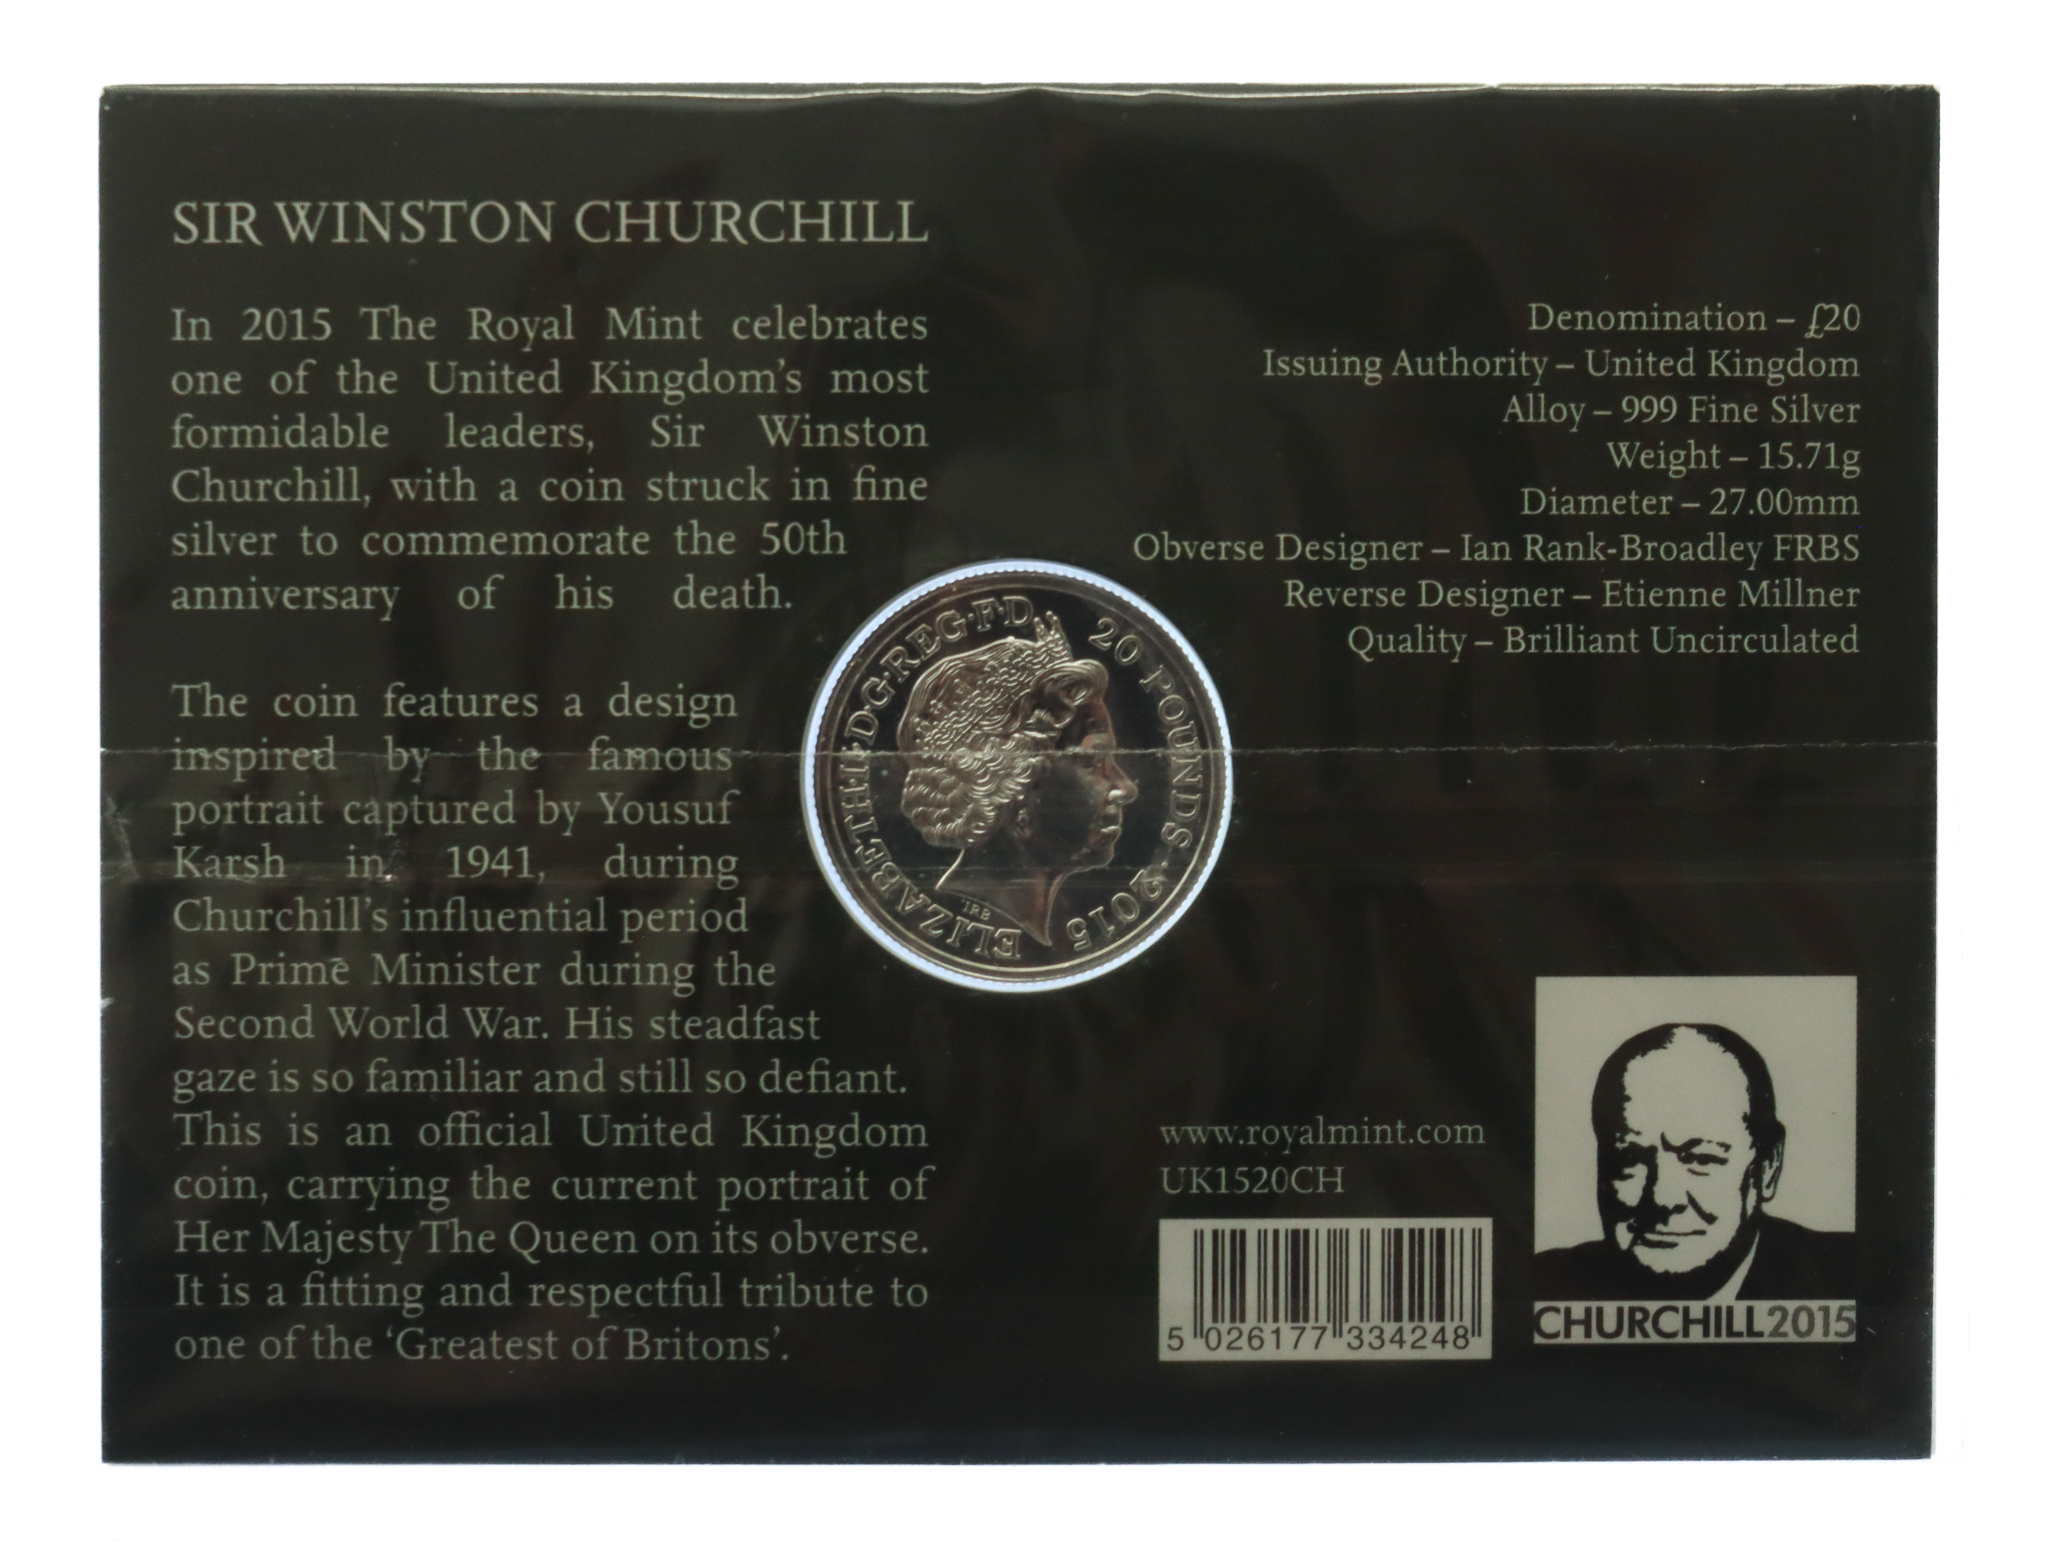 SIR WINSTON CHURCHILL
In 2015 The Royal Mint celebrates
one of the United Kingdom's most
formidable leaders, Sir Winston
Churchill, with a coin struck in fine
silver to commemorate the 50th
anniversary of his death.
The coin features a design
inspired by the famous
portrait captured by Yousuf
Karsh in 1941, during
Churchill's influential period
as Prime Minister during the
Second World War. His steadfast
gaze is so familiar and still so defiant.
This is an official United Kingdom
coin, carrying the current portrait of
Her Majesty The Queen on its obverse.
It is a fitting and respectful tribute to
one of the 'Greatest of Britons'.
ELIZABETH·II·D·G·REG·F·D
20 POUNDS · 2015
IRB
Denomination – £20
Issuing Authority – United Kingdom
Alloy – 999 Fine Silver
Weight – 15.71g
Diameter – 27.00mm
Obverse Designer – Ian Rank-Broadley FRBS
Reverse Designer – Etienne Millner
Quality – Brilliant Uncirculated
www.royalmint.com
UK1520CH
5 026177 334248
CHURCHILL2015